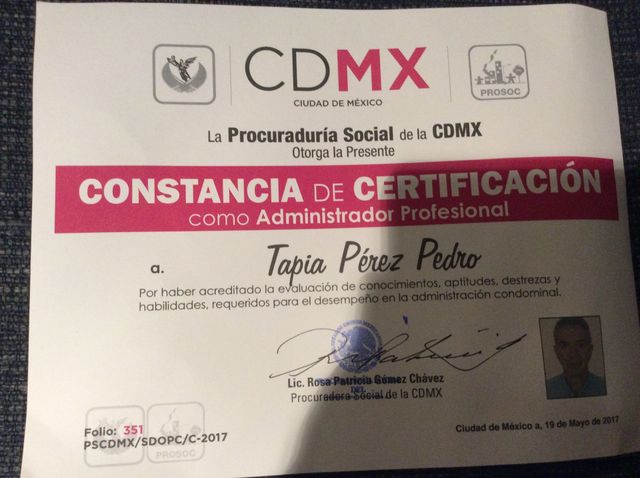 CDMX
CIUDAD DE MÉXICO
PROSOC
La Procuraduría Social de la CDMX
Otorga la Presente
CONSTANCIA DE CERTIFICACIÓN
como Administrador Profesional
a. Tapia Pérez Pedro
Por haber acreditado la evaluación de conocimientos, aptitudes, destrezas y
habilidades, requeridos para el desempeño en la administración condominal.
Lic. Rosa Patricia Gómez Chávez
Procuradora Social de la CDMX
Folio: 351
PSCDMX/SDOPC/C-2017
PROSOC
Ciudad de México a, 19 de Mayo de 2017